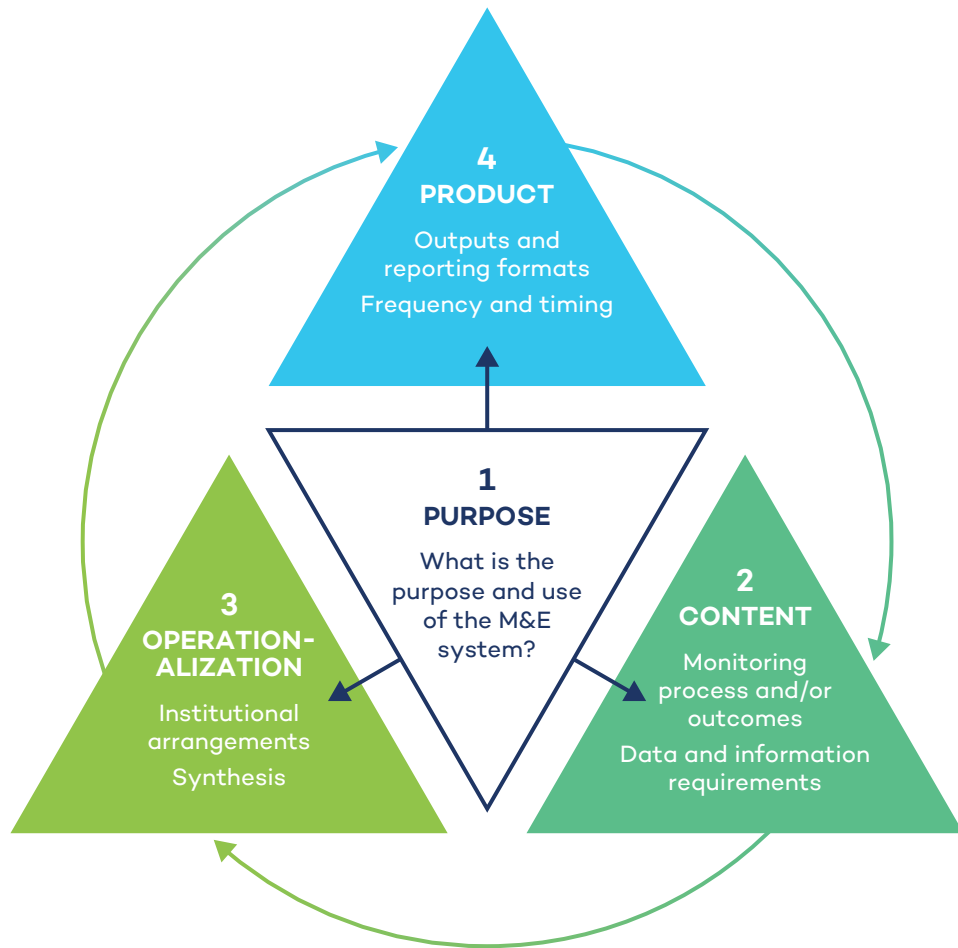 4
PRODUCT
Outputs and
reporting formats
Frequency and timing
1
PURPOSE
What is the
purpose and use
of the M&E
system?
2
CONTENT
Monitoring
process and/or
outcomes
Data and information
requirements
3
OPERATION-
ALIZATION
Institutional
arrangements
Synthesis